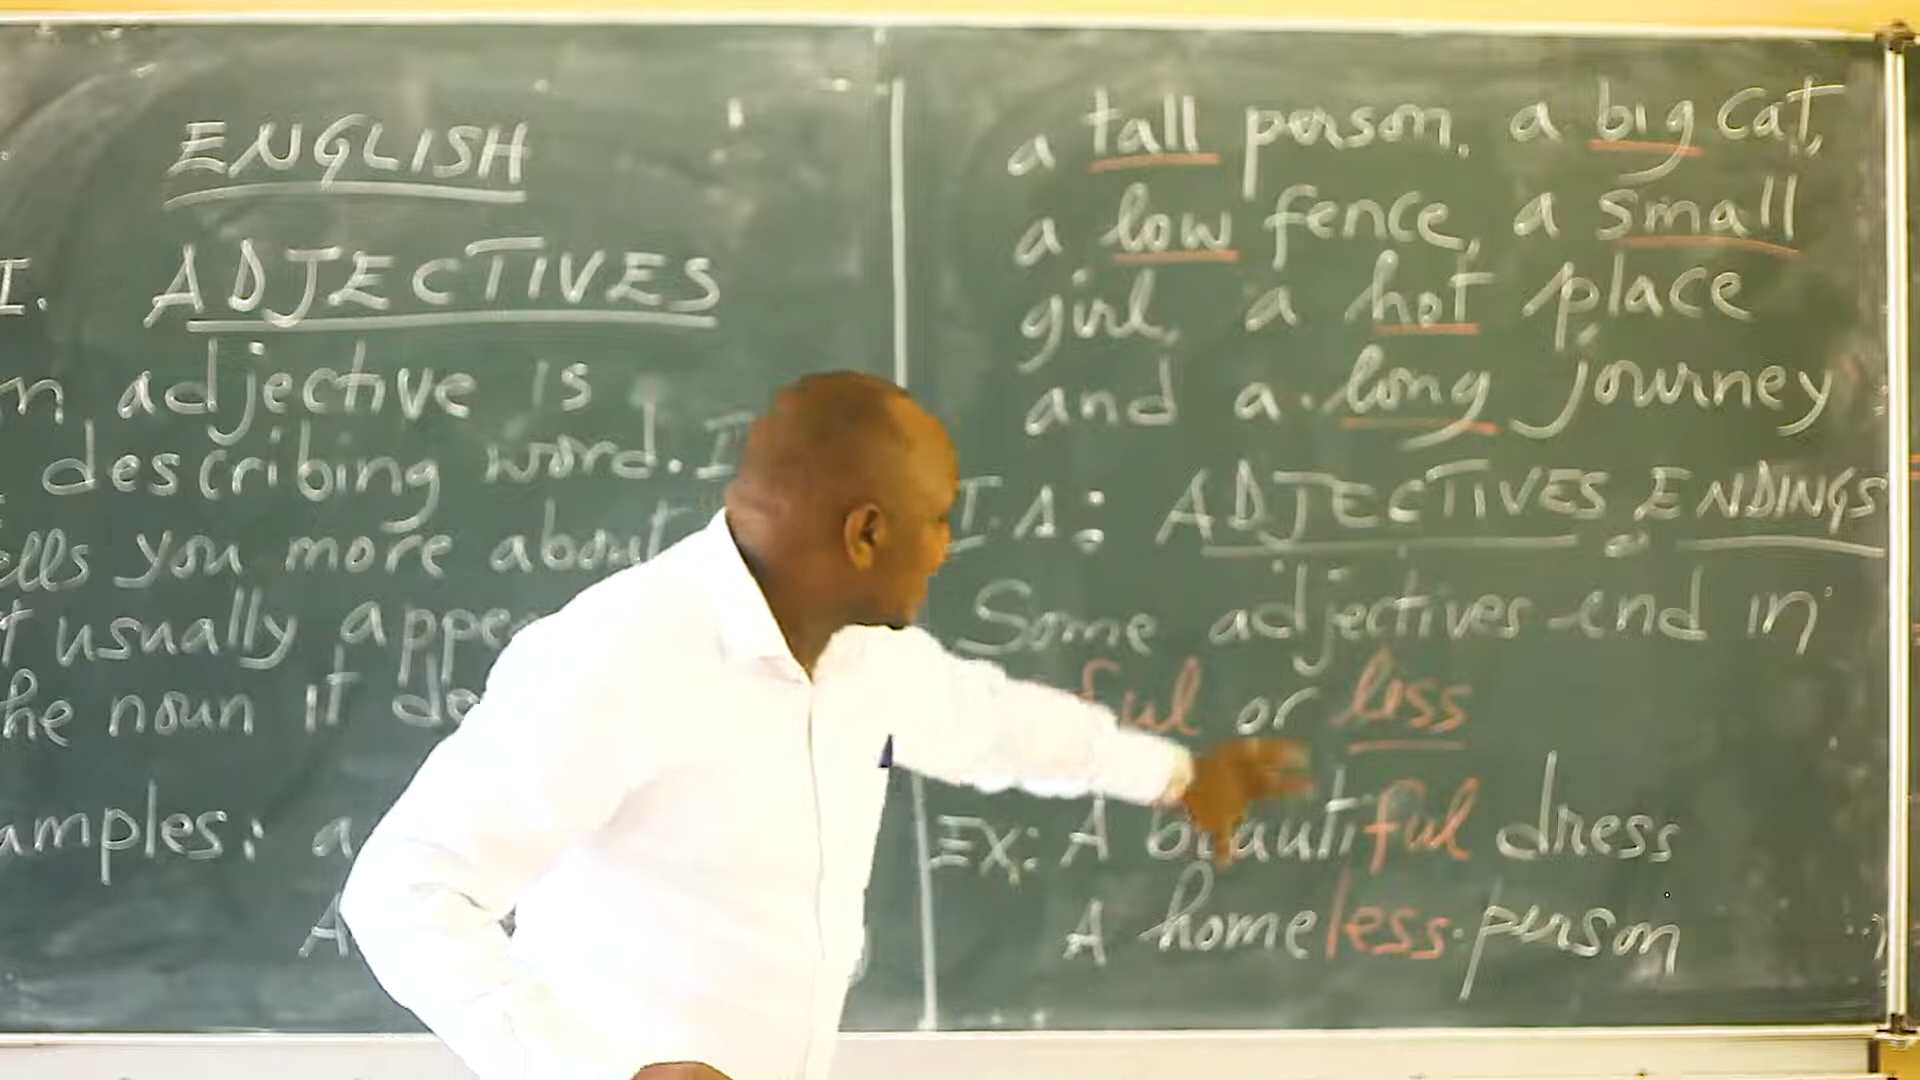 ENGLISH
I. ADJECTIVES
n adjective is
describing word. I
ells you more about
t usually appe
he noun it de
amples: a
A
a tall person, a big cat,
a low fence, a small
girl, a hot place
and a long journey
I.A: ADJECTIVES ENDINGS
Some adjectives end in
ful or less
EX: A beautiful dress
A homeless person